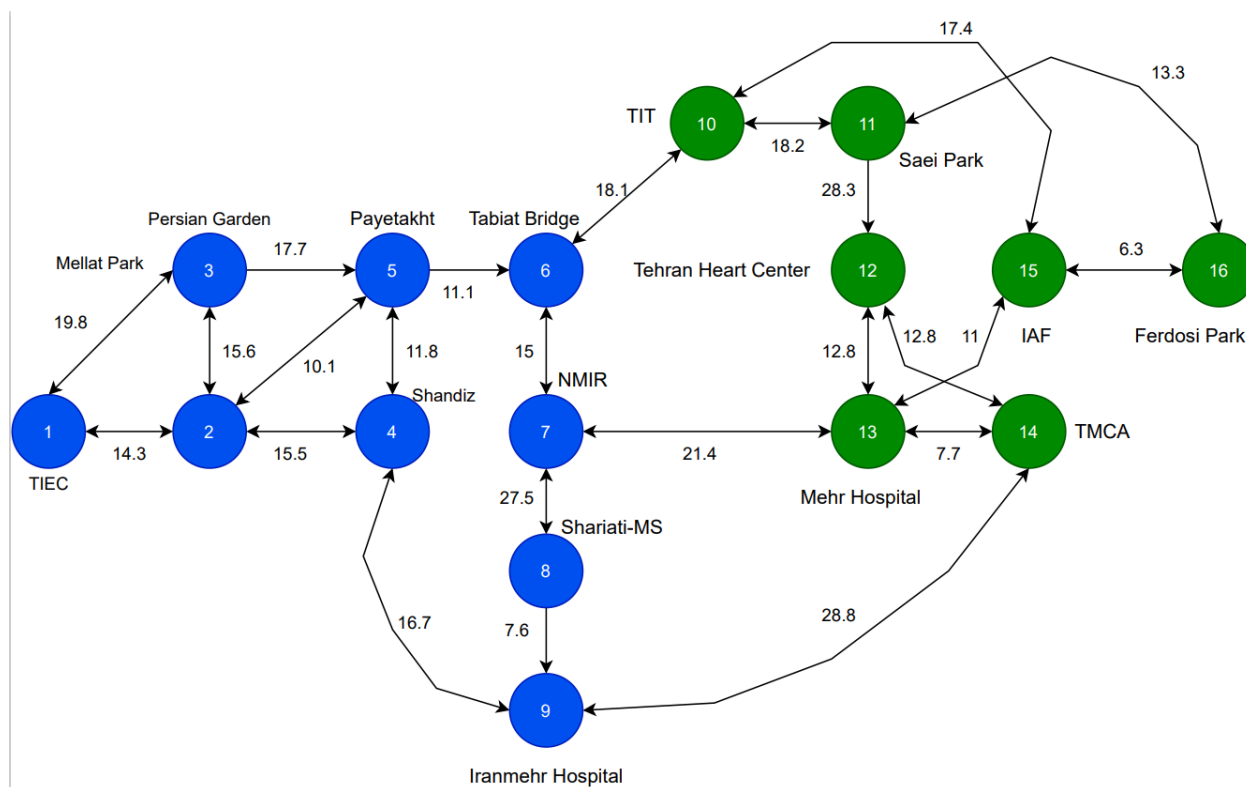 17.4
13.3
TIT
10
11
18.2
Saei Park
18.1
28.3
Persian Garden
Payetakht
Tabiat Bridge
Mellat Park
3
17.7
5
11.1
6
Tehran Heart Center
12
15
6.3
16
IAF
Ferdosi Park
19.8
15.6
10.1
11.8
15
12.8
12.8
11
Shandiz
NMIR
1
14.3
2
15.5
4
7
21.4
13
7.7
14
TMCA
TIEC
Mehr Hospital
27.5
Shariati-MS
8
16.7
7.6
28.8
9
Iranmehr Hospital